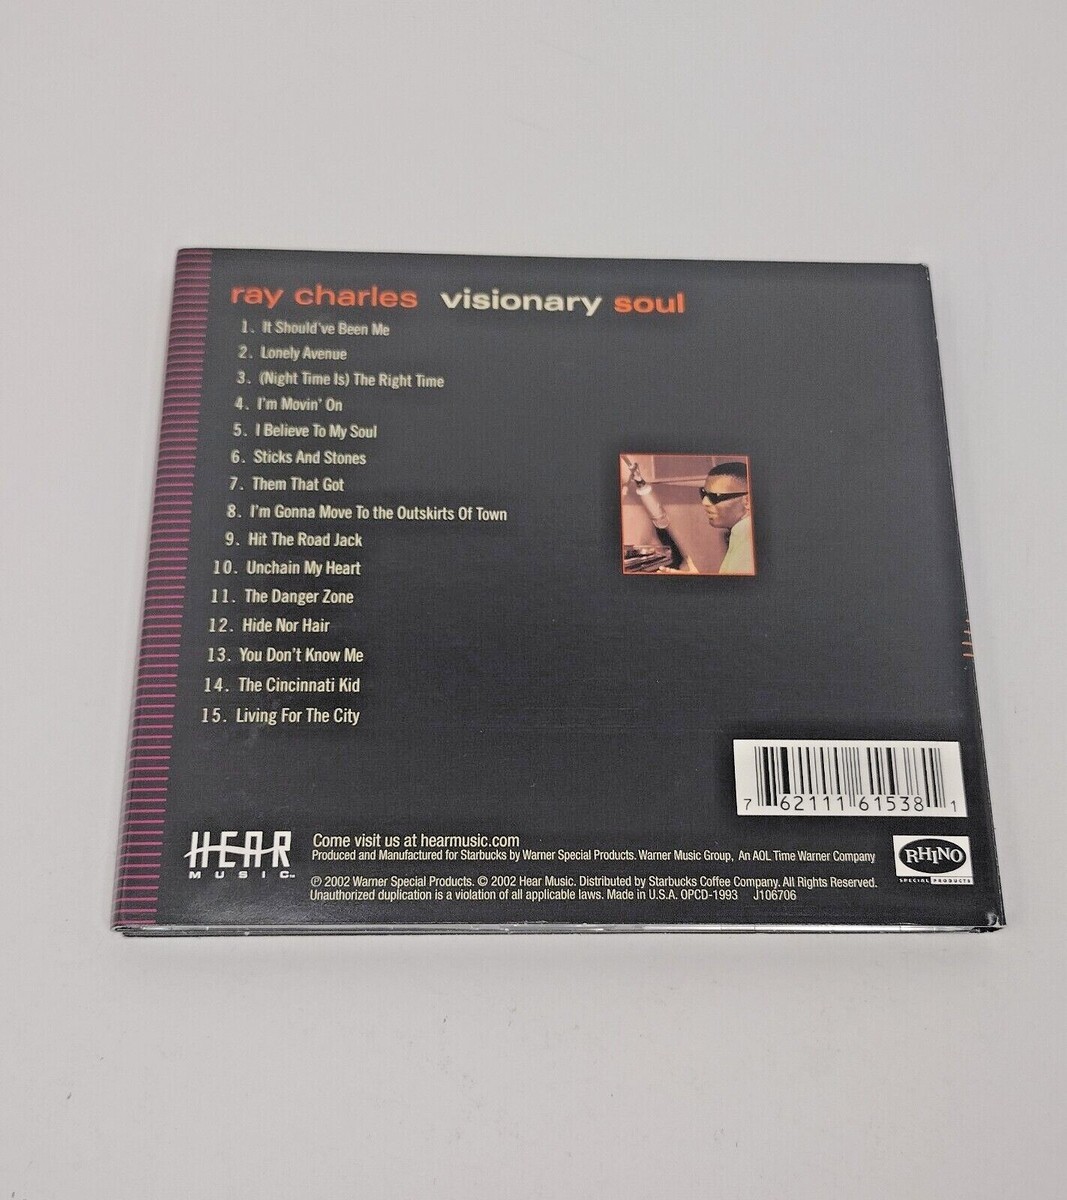 ray charles visionary soul
1. It Should've Been Me
2. Lonely Avenue
3. (Night Time Is) The Right Time
4. I'm Movin' On
5. I Believe To My Soul
6. Sticks And Stones
7. Them That Got
8. I'm Gonna Move To the Outskirts Of Town
9. Hit The Road Jack
10. Unchain My Heart
11. The Danger Zone
12. Hide Nor Hair
13. You Don't Know Me
14. The Cincinnati Kid
15. Living For The City
7 62111 61538 1
HEAR
MUSIC™
Come visit us at hearmusic.com
Produced and Manufactured for Starbucks by Warner Special Products. Warner Music Group, An AOL Time Warner Company
℗ 2002 Warner Special Products. © 2002 Hear Music. Distributed by Starbucks Coffee Company. All Rights Reserved.
Unauthorized duplication is a violation of all applicable laws. Made in U.S.A. OPCD-1993 J106706
RHINO
SPECIAL PRODUCTS